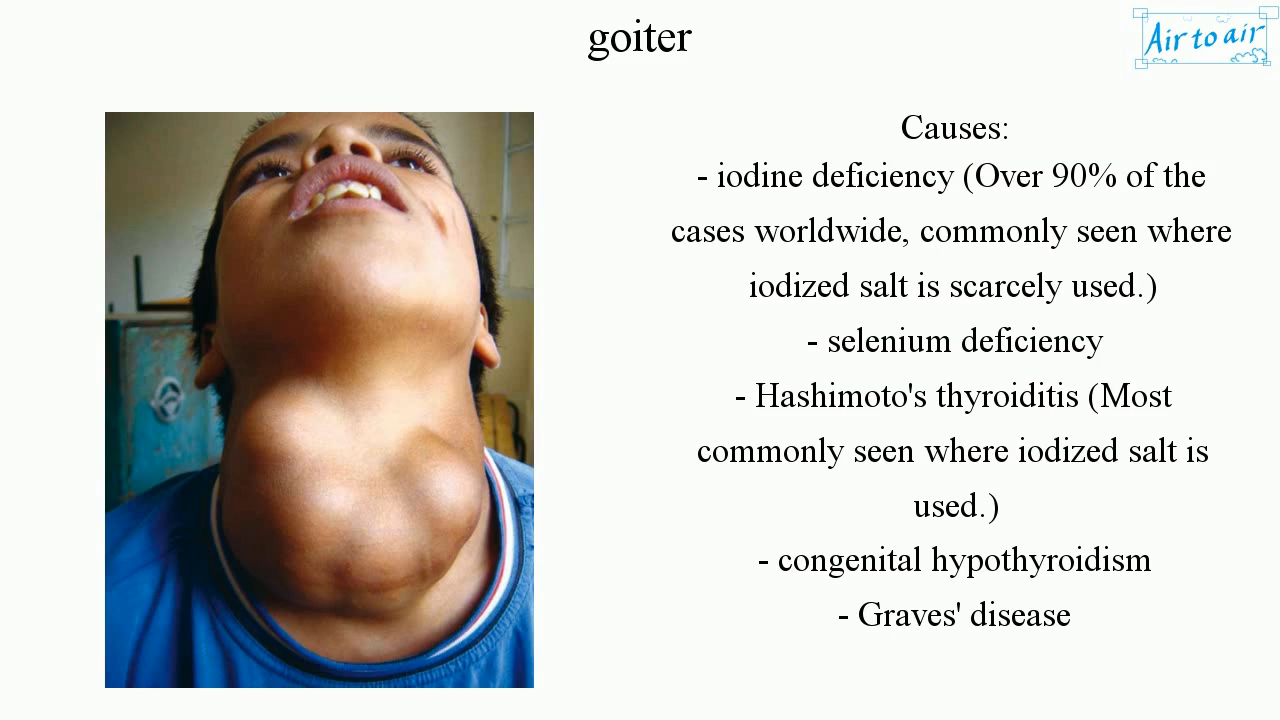 goiter
Air to air
Causes:
- iodine deficiency (Over 90% of the
cases worldwide, commonly seen where
iodized salt is scarcely used.)
- selenium deficiency
- Hashimoto's thyroiditis (Most
commonly seen where iodized salt is
used.)
- congenital hypothyroidism
- Graves' disease